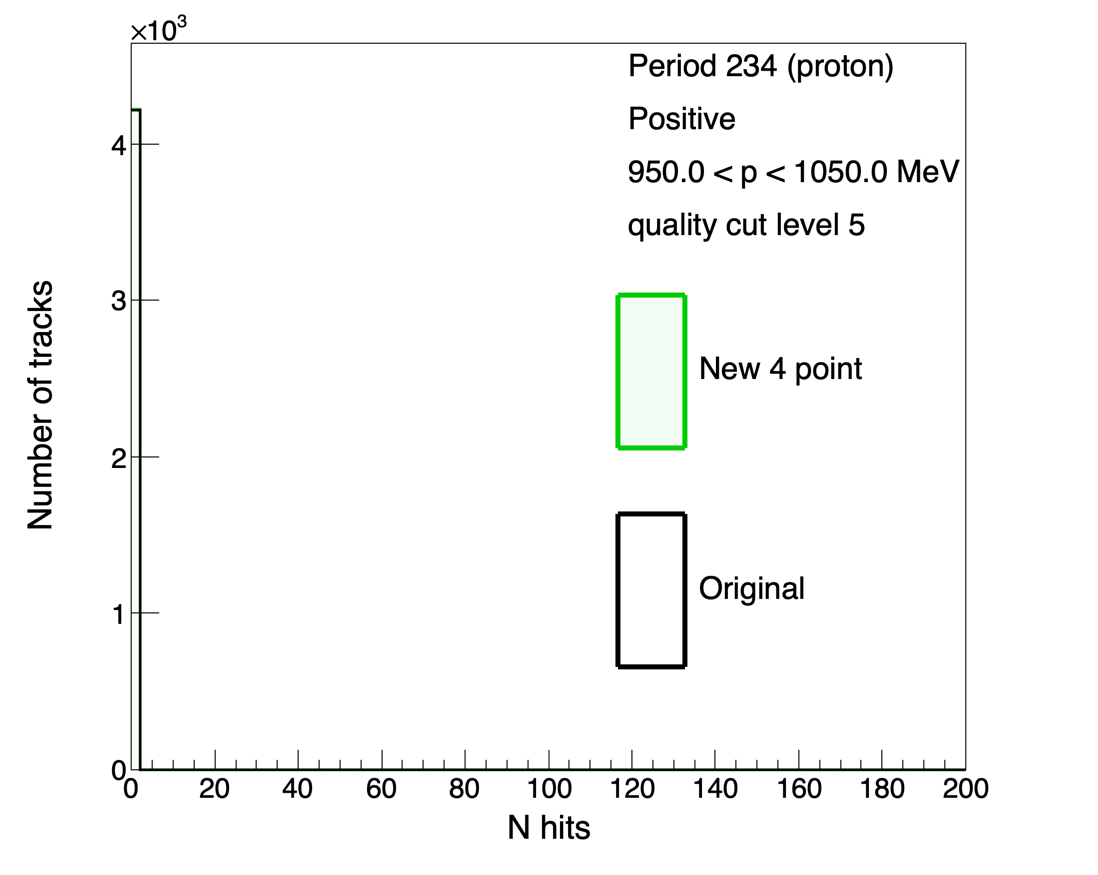 ×10³
Period 234 (proton)
Positive
950.0 < p < 1050.0 MeV
quality cut level 5
4
3
2
1
0
Number of tracks
New 4 point
Original
0 20 40 60 80 100 120 140 160 180 200
N hits